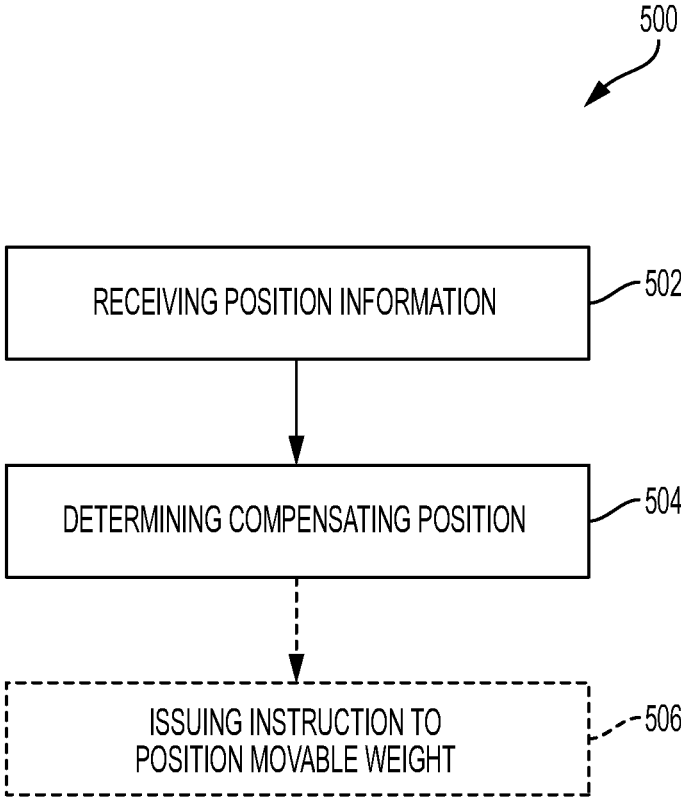 500
RECEIVING POSITION INFORMATION
502
DETERMINING COMPENSATING POSITION
504
ISSUING INSTRUCTION TO
POSITION MOVABLE WEIGHT
506